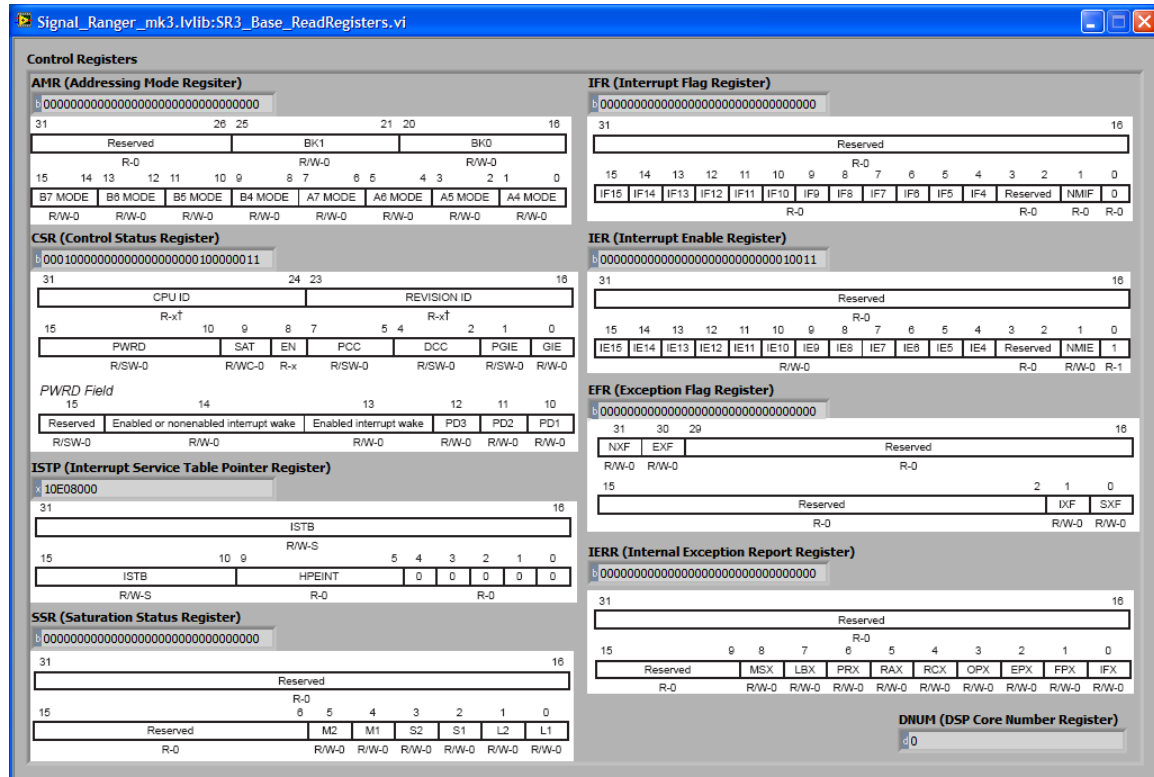 Signal_Ranger_mk3.lvlib:SR3_Base_ReadRegisters.vi
Control Registers
AMR (Addressing Mode Regsiter)
b 00000000000000000000000000000000
31 26 25 21 20 16
Reserved BK1 BK0
R-0 R/W-0 R/W-0
15 14 13 12 11 10 9 8 7 6 5 4 3 2 1 0
B7 MODE B6 MODE B5 MODE B4 MODE A7 MODE A6 MODE A5 MODE A4 MODE
R/W-0 R/W-0 R/W-0 R/W-0 R/W-0 R/W-0 R/W-0 R/W-0
CSR (Control Status Register)
b 00010000000000000000000100000011
31 24 23 16
CPU ID REVISION ID
R-x† R-x†
15 10 9 8 7 5 4 2 1 0
PWRD SAT EN PCC DCC PGIE GIE
R/SW-0 R/WC-0 R-x R/SW-0 R/SW-0 R/SW-0 R/W-0
PWRD Field
15 14 13 12 11 10
Reserved Enabled or nonenabled interrupt wake Enabled interrupt wake PD3 PD2 PD1
R/SW-0 R/W-0 R/W-0 R/W-0 R/W-0 R/W-0
ISTP (Interrupt Service Table Pointer Register)
x 10E08000
31 16
ISTB
R/W-S
15 10 9 5 4 3 2 1 0
ISTB HPEINT 0 0 0 0 0
R/W-S R-0 R-0
SSR (Saturation Status Register)
b 00000000000000000000000000000000
31 16
Reserved
R-0
15 6 5 4 3 2 1 0
Reserved M2 M1 S2 S1 L2 L1
R-0 R/W-0 R/W-0 R/W-0 R/W-0 R/W-0 R/W-0
IFR (Interrupt Flag Register)
b 00000000000000000000000000000000
31 16
Reserved
R-0
15 14 13 12 11 10 9 8 7 6 5 4 3 2 1 0
IF15 IF14 IF13 IF12 IF11 IF10 IF9 IF8 IF7 IF6 IF5 IF4 Reserved NMIF 0
R-0 R-0 R-0 R-0
IER (Interrupt Enable Register)
b 00000000000000000000000000010011
31 16
Reserved
R-0
15 14 13 12 11 10 9 8 7 6 5 4 3 2 1 0
IE15 IE14 IE13 IE12 IE11 IE10 IE9 IE8 IE7 IE6 IE5 IE4 Reserved NMIE 1
R/W-0 R-0 R/W-0 R-1
EFR (Exception Flag Register)
b 00000000000000000000000000000000
31 30 29 16
NXF EXF Reserved
R/W-0 R/W-0 R-0
15 2 1 0
Reserved IXF SXF
R-0 R/W-0 R/W-0
IERR (Internal Exception Report Register)
b 00000000000000000000000000000000
31 16
Reserved
R-0
15 9 8 7 6 5 4 3 2 1 0
Reserved MSX LBX PRX RAX RCX OPX EPX FPX IFX
R-0 R/W-0 R/W-0 R/W-0 R/W-0 R/W-0 R/W-0 R/W-0 R/W-0 R/W-0
DNUM (DSP Core Number Register)
d 0